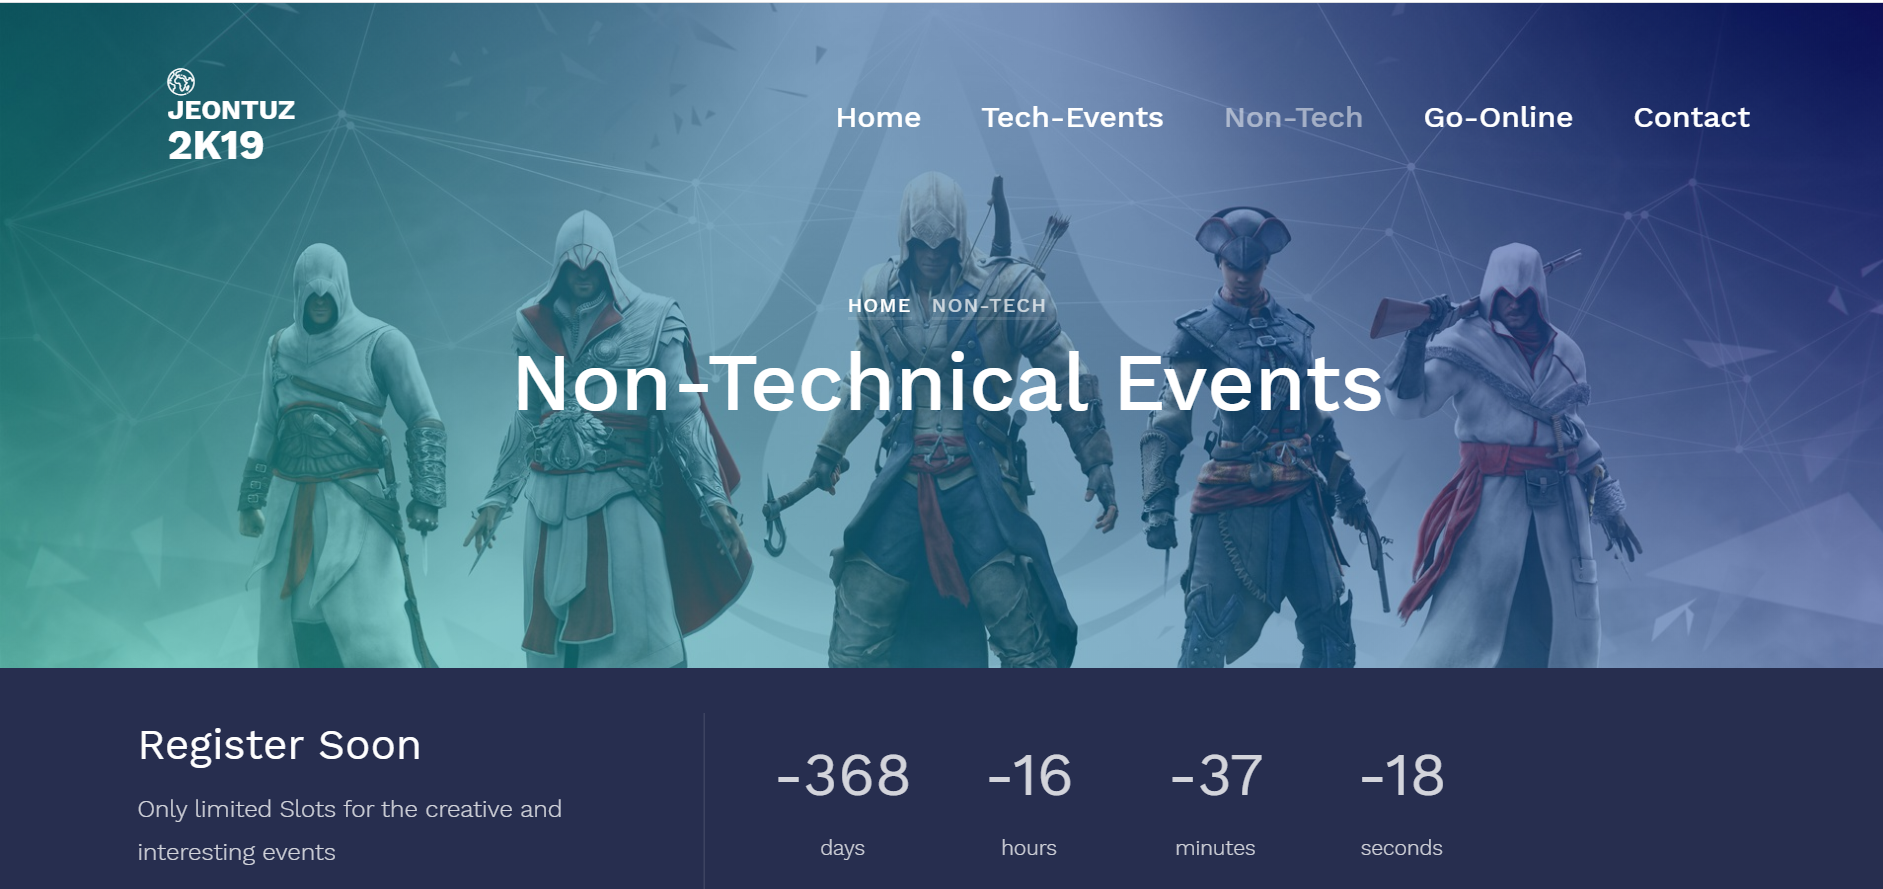 JEONTUZ
2K19
Home Tech-Events Non-Tech Go-Online Contact
HOME NON-TECH
Non-Technical Events
Register Soon
Only limited Slots for the creative and
interesting events
-368 -16 -37 -18
days hours minutes seconds